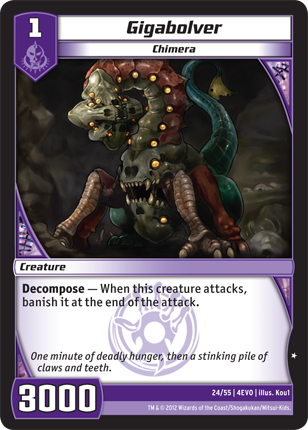 1
Gigabolver
Chimera
Creature
Decompose — When this creature attacks,
banish it at the end of the attack.
One minute of deadly hunger, then a stinking pile of
claws and teeth.
3000
24/55 | 4EVO | illus. Kou1
TM & © 2012 Wizards of the Coast/Shogakukan/Mitsui-Kids.